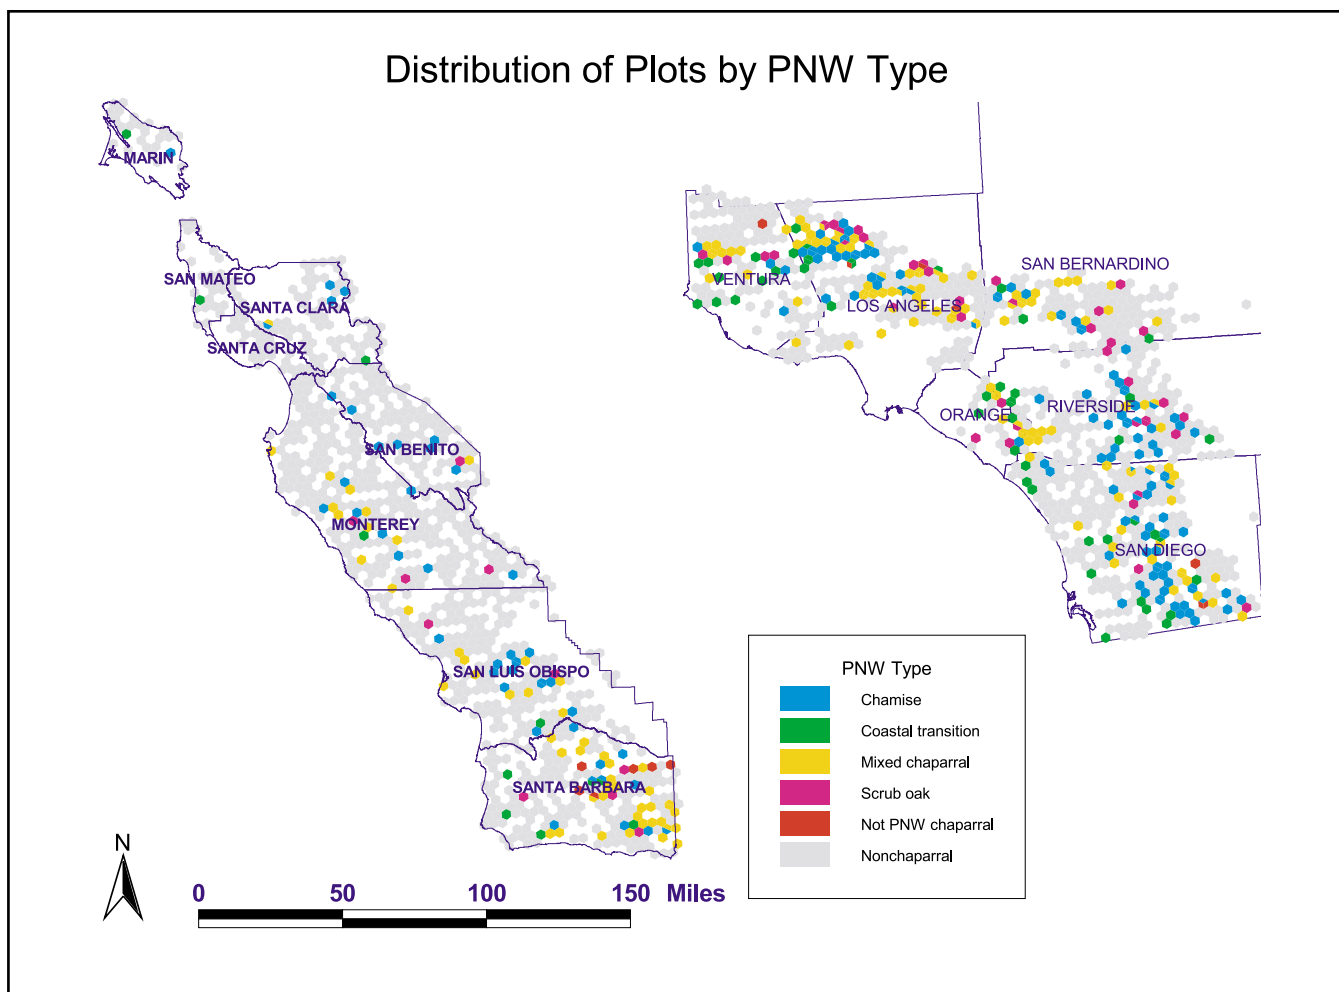 Distribution of Plots by PNW Type
MARIN
SAN MATEO
SANTA CLARA
SANTA CRUZ
SAN BENITO
MONTEREY
SAN LUIS OBISPO
SANTA BARBARA
VENTURA
LOS ANGELES
SAN BERNARDINO
ORANGE
RIVERSIDE
SAN DIEGO
PNW Type
Chamise
Coastal transition
Mixed chaparral
Scrub oak
Not PNW chaparral
Nonchaparral
N
0 50 100 150 Miles